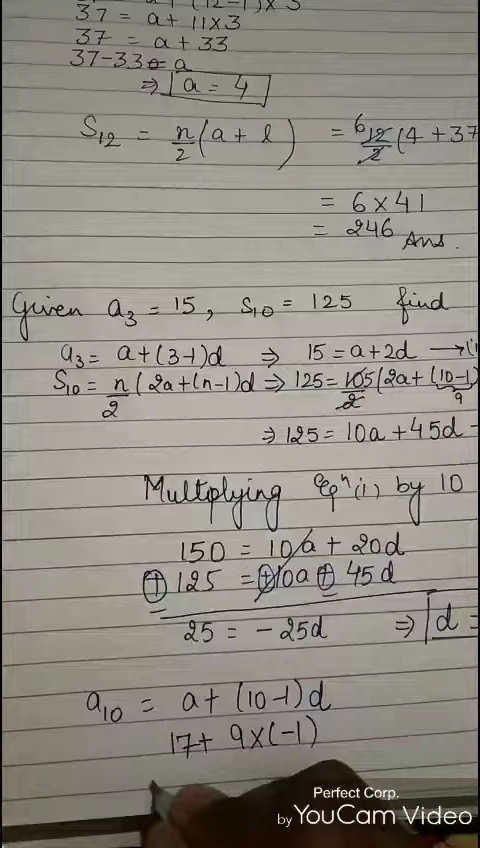 37 = a + 11 x 3
37 = a + 33
37-33 = a
⇒ a = 4
S12 = n/2 (a + l) = 6 12/2 (4 + 37
= 6 x 41
= 246 Ans.
Given a3 = 15, S10 = 125 find
a3 = a + (3-1)d ⇒ 15 = a + 2d → (i
S10 = n/2 (2a + (n-1)d ⇒ 125 = 10 5/2 (2a + (10-1)
9
⇒ 125 = 10a + 45d -
Multiplying Eqn (i) by 10
150 = 10a + 20d
125 = 10a + 45d
25 = -25d ⇒ d =
a10 = a + (10-1)d
17 + 9x(-1)
Perfect Corp.
by YouCam Video